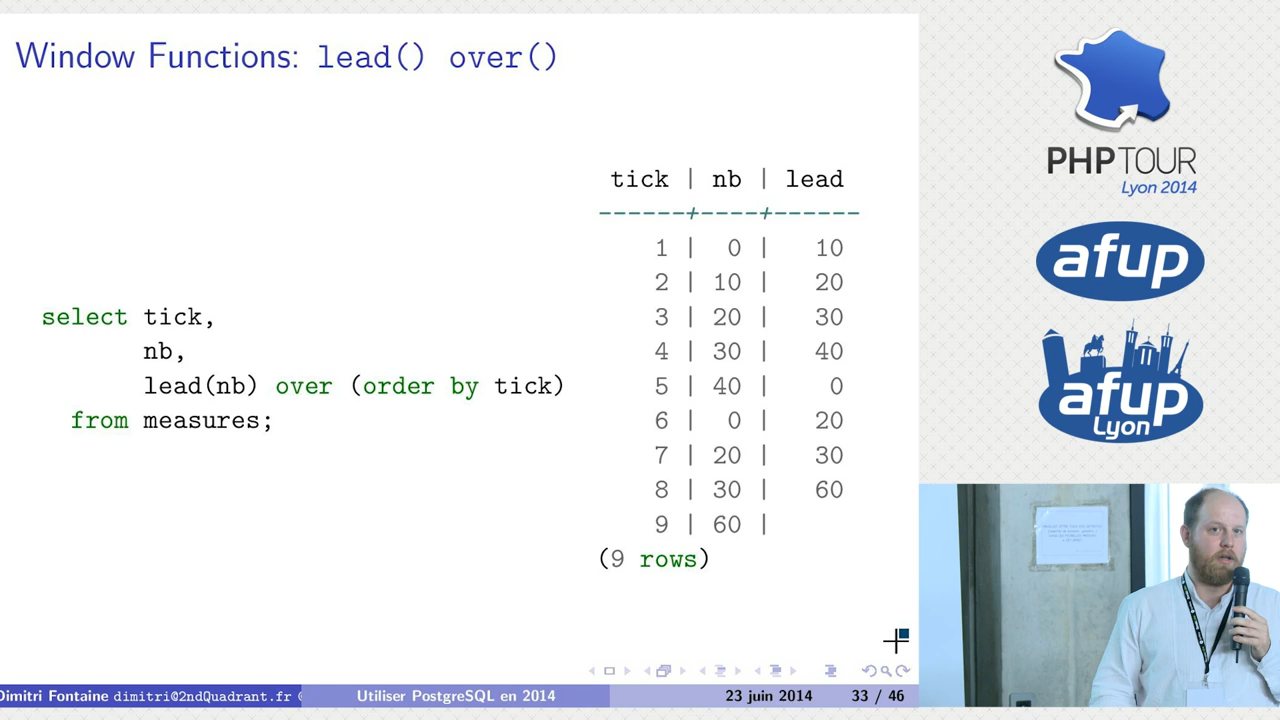 Window Functions: lead() over()
select tick,
nb,
lead(nb) over (order by tick)
from measures;
tick | nb | lead
------+----+------
1 | 0 | 10
2 | 10 | 20
3 | 20 | 30
4 | 30 | 40
5 | 40 | 0
6 | 0 | 20
7 | 20 | 30
8 | 30 | 60
9 | 60 |
(9 rows)
Dimitri Fontaine dimitri@2ndQuadrant.fr
Utiliser PostgreSQL en 2014
23 juin 2014
33 / 46
PHP TOUR
Lyon 2014
afup
afup
Lyon